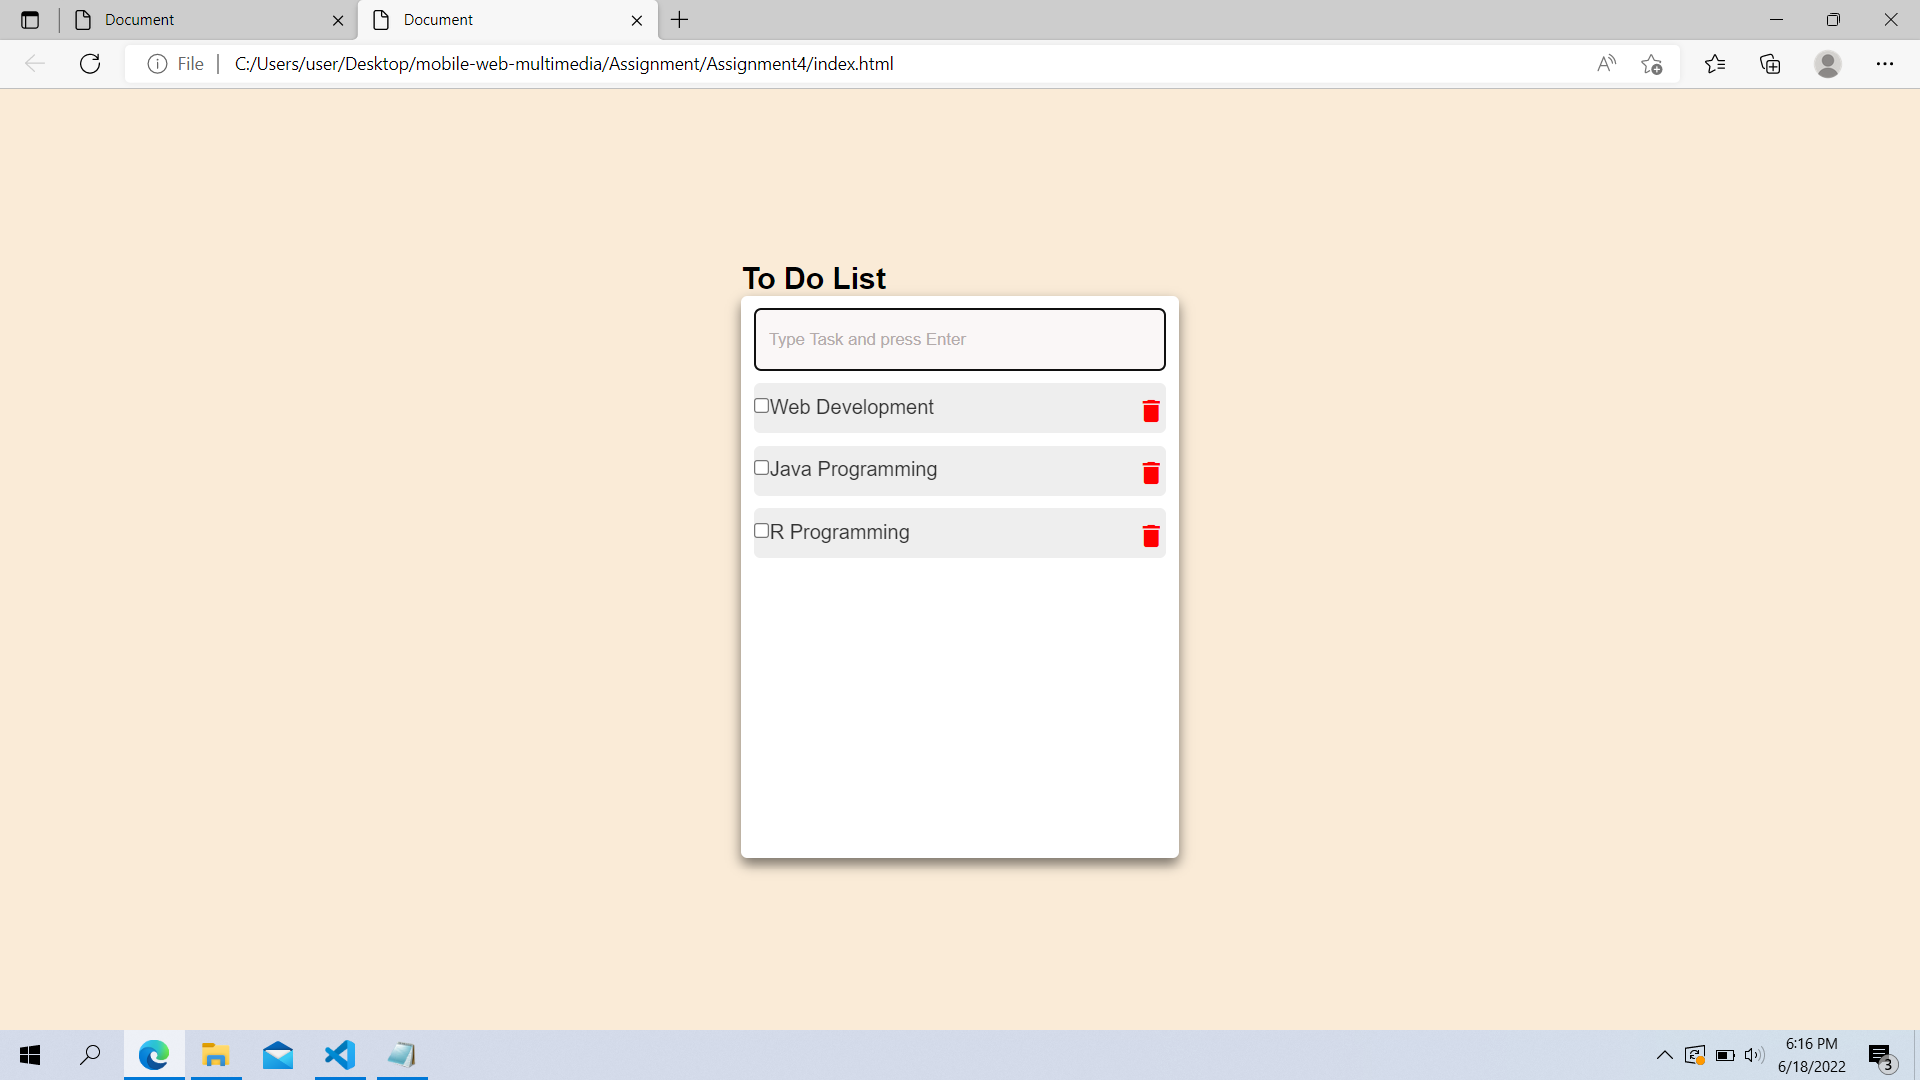 Document
Document
File
C:/Users/user/Desktop/mobile-web-multimedia/Assignment/Assignment4/index.html
To Do List
Type Task and press Enter
Web Development
Java Programming
R Programming
6:16 PM
6/18/2022
3